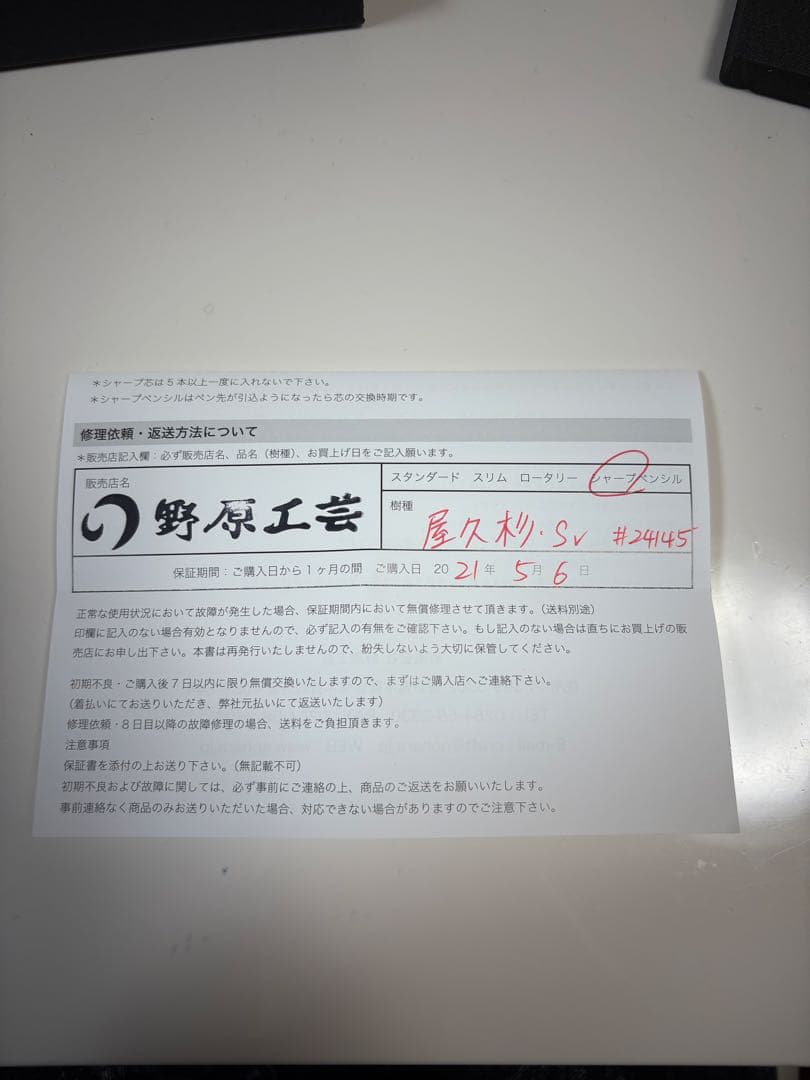 ＊シャープ芯は5本以上一度に入れないで下さい。
＊シャープペンシルはペン先が引込ようになったら芯の交換時期です。
修理依頼・返送方法について
＊販売店記入欄：必ず販売店名、品名（樹種）、お買上げ日をご記入願います。
販売店名
野原工芸
スタンダード　スリム　ロータリー　シャープペンシル
樹種
屋久杉・Sv #24145
保証期間：ご購入日から1ヶ月の間　ご購入日　2021年 5月 6日
正常な使用状況において故障が発生した場合、保証期間内において無償修理させて頂きます。（送料別途）
印欄に記入のない場合有効となりませんので、必ず記入の有無をご確認下さい。もし記入のない場合は直ちにお買上げの販
売店にお申し出下さい。本書は再発行いたしませんので、紛失しないよう大切に保管してください。
初期不良・ご購入後7日以内に限り無償交換いたしますので、まずはご購入店へご連絡下さい。
（着払いにてお送りいただき、弊社元払いにて返送いたします）
修理依頼・8日目以降の故障修理の場合、送料をご負担頂きます。
注意事項
保証書を添付の上お送り下さい。（無記載不可）
初期不良および故障に関しては、必ず事前にご連絡の上、商品のご返送をお願いいたします。
事前連絡なく商品のみお送りいただいた場合、対応できない場合がありますのでご注意下さい。